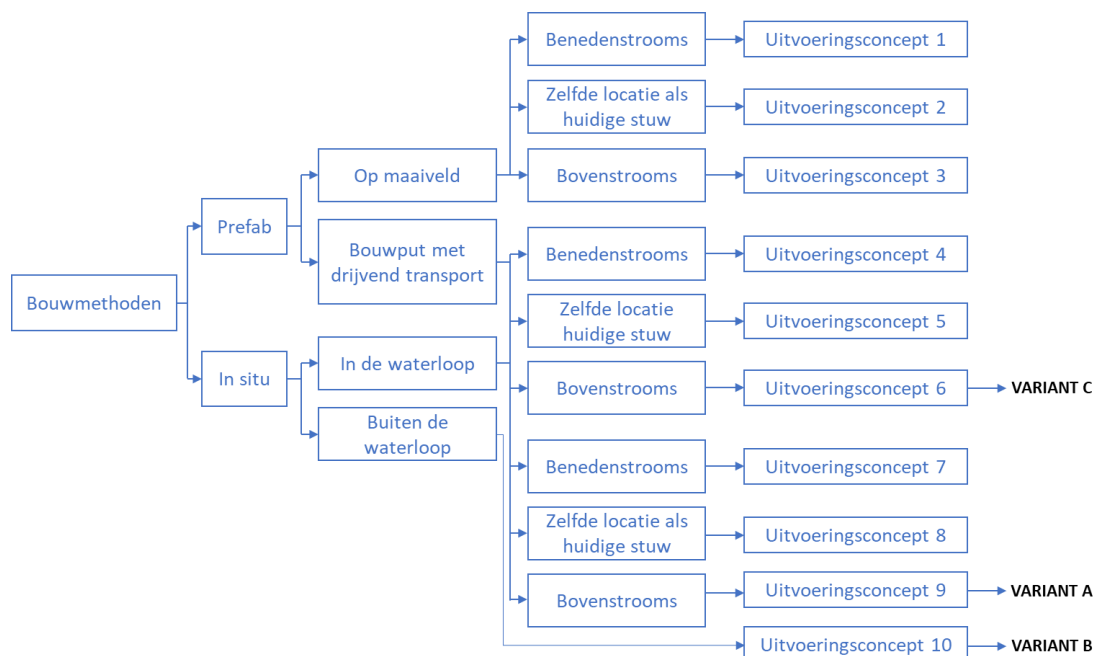 Bouwmethoden
Prefab
In situ
Op maaiveld
Bouwput met
drijvend transport
In de waterloop
Buiten de
waterloop
Benedenstrooms
Uitvoeringsconcept 1
Zelfde locatie als
huidige stuw
Uitvoeringsconcept 2
Bovenstrooms
Uitvoeringsconcept 3
Benedenstrooms
Uitvoeringsconcept 4
Zelfde locatie
huidige stuw
Uitvoeringsconcept 5
Bovenstrooms
Uitvoeringsconcept 6
VARIANT C
Benedenstrooms
Uitvoeringsconcept 7
Zelfde locatie als
huidige stuw
Uitvoeringsconcept 8
Bovenstrooms
Uitvoeringsconcept 9
VARIANT A
Uitvoeringsconcept 10
VARIANT B